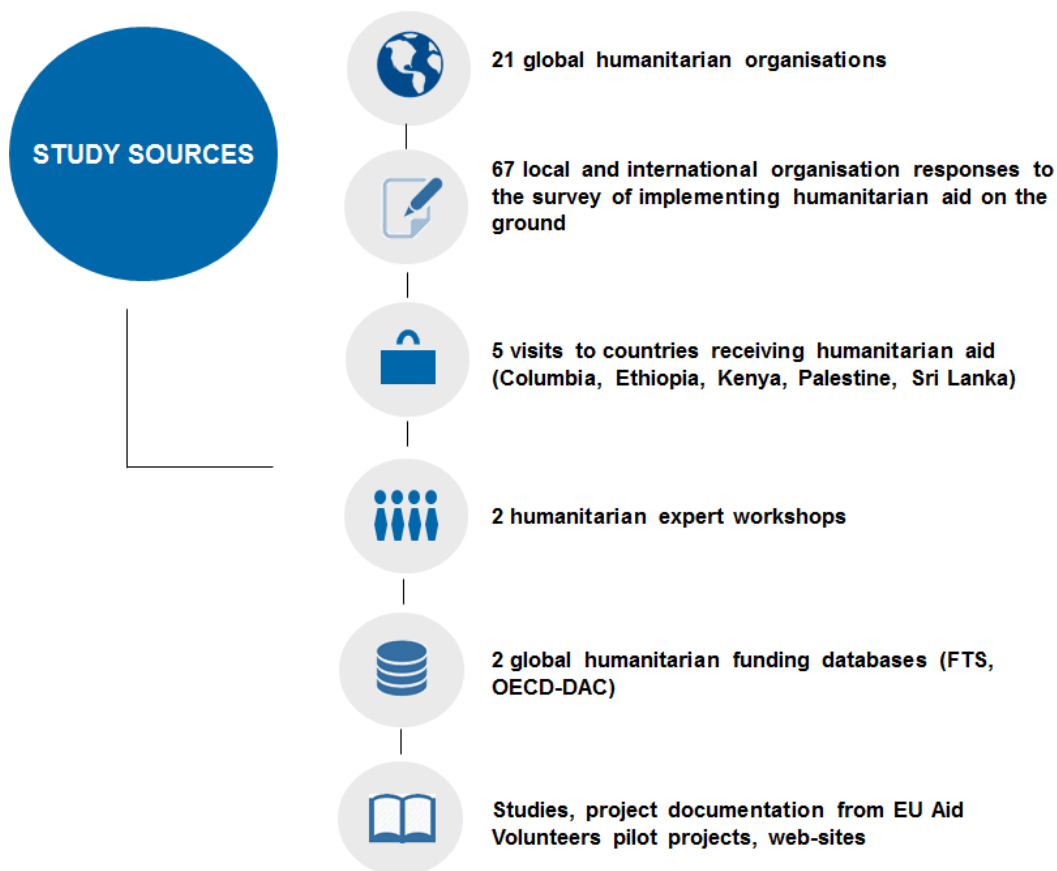 STUDY SOURCES
21 global humanitarian organisations
67 local and international organisation responses to
the survey of implementing humanitarian aid on the
ground
5 visits to countries receiving humanitarian aid
(Columbia, Ethiopia, Kenya, Palestine, Sri Lanka)
2 humanitarian expert workshops
2 global humanitarian funding databases (FTS,
OECD-DAC)
Studies, project documentation from EU Aid
Volunteers pilot projects, web-sites